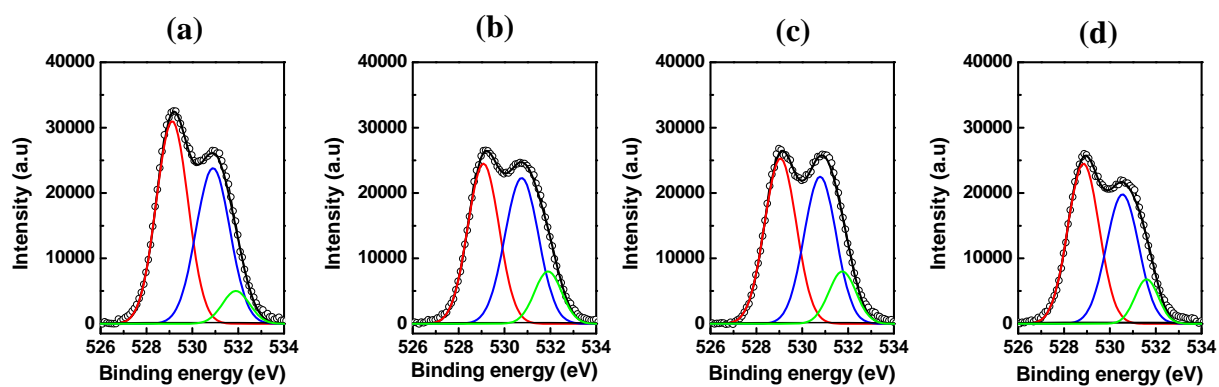 (a)
(b)
(c)
(d)
Intensity (a.u)
40000
30000
20000
10000
0
526 528 530 532 534
Binding energy (eV)
Intensity (a.u)
40000
30000
20000
10000
0
526 528 530 532 534
Binding energy (eV)
Intensity (a.u)
40000
30000
20000
10000
0
526 528 530 532 534
Binding energy (eV)
Intensity (a.u)
40000
30000
20000
10000
0
526 528 530 532 534
Binding energy (eV)